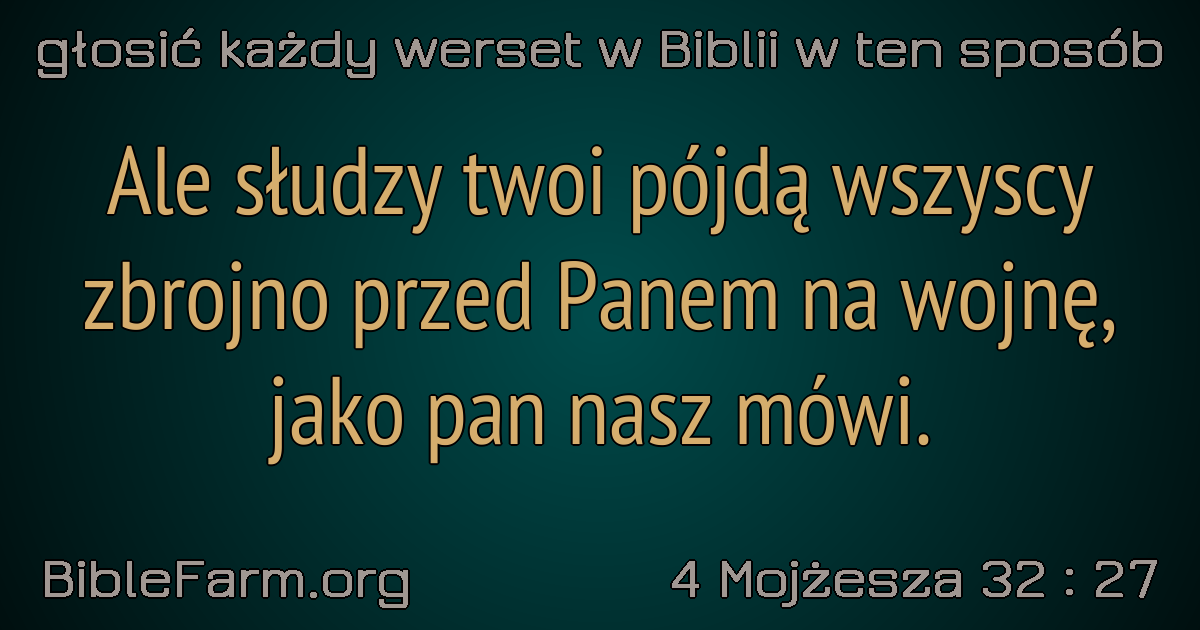 głosić każdy werset w Biblii w ten sposób
Ale słudzy twoi pójdą wszyscy
zbrojno przed Panem na wojnę,
jako pan nasz mówi.
BibleFarm.org
4 Mojżesza 32 : 27